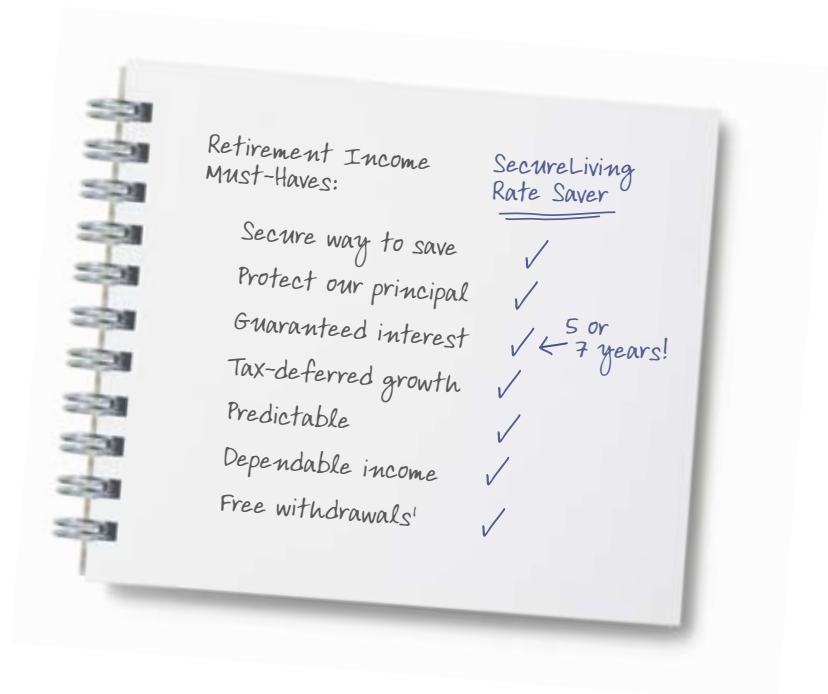 Retirement Income
Must-Haves:
SecureLiving
Rate Saver
Secure way to save ✓
Protect our principal ✓
Guaranteed interest ✓ ← 5 or
7 years!
Tax-deferred growth ✓
Predictable ✓
Dependable income ✓
Free withdrawals¹ ✓